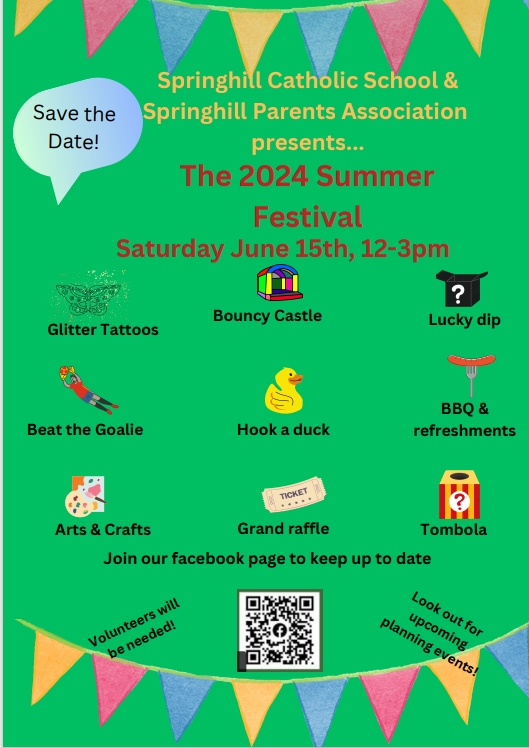 Springhill Catholic School &
Springhill Parents Association
presents...
Save the
Date!
The 2024 Summer
Festival
Saturday June 15th, 12-3pm
Glitter Tattoos
Bouncy Castle
?
Lucky dip
Beat the Goalie
Hook a duck
BBQ &
refreshments
Arts & Crafts
TICKET
Grand raffle
?
Tombola
Join our facebook page to keep up to date
Volunteers will
be needed!
Look out for
upcoming
planning events!